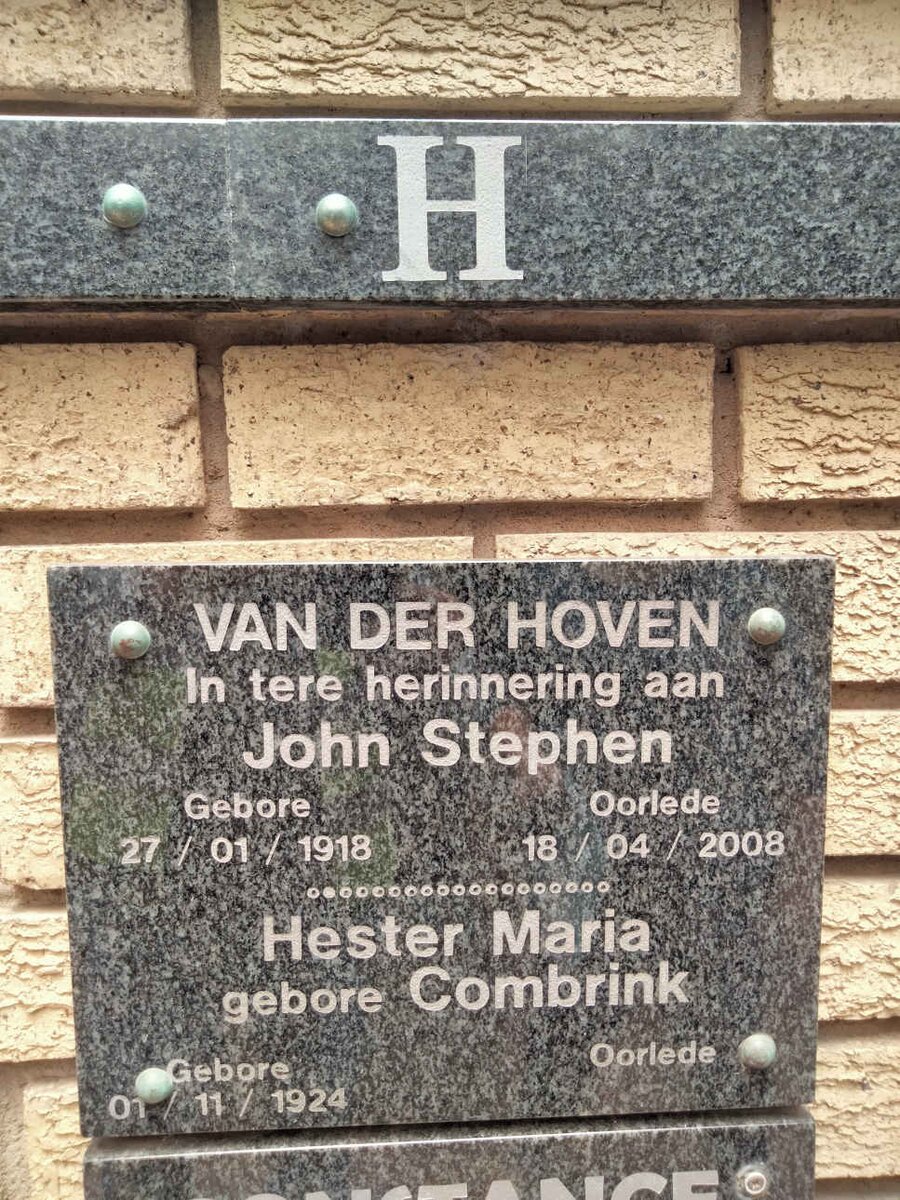 H
VAN DER HOVEN
In tere herinnering aan
John Stephen
Gebore Oorlede
27 / 01 / 1918 18 / 04 / 2008
Hester Maria
gebore Combrink
Gebore Oorlede
01 / 11 / 1924